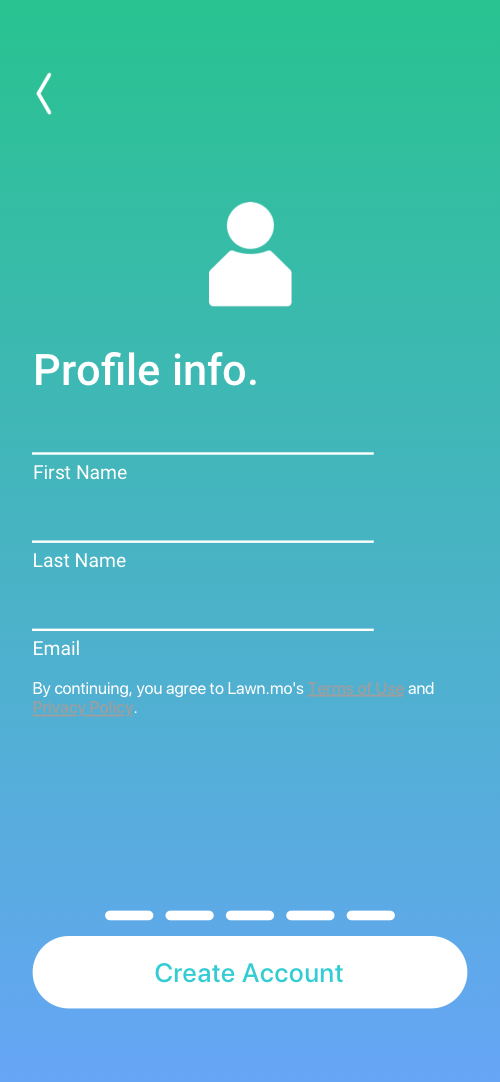 Profile info.
First Name
Last Name
Email
By continuing, you agree to Lawn.mo's Terms of Use and
Privacy Policy.
Create Account